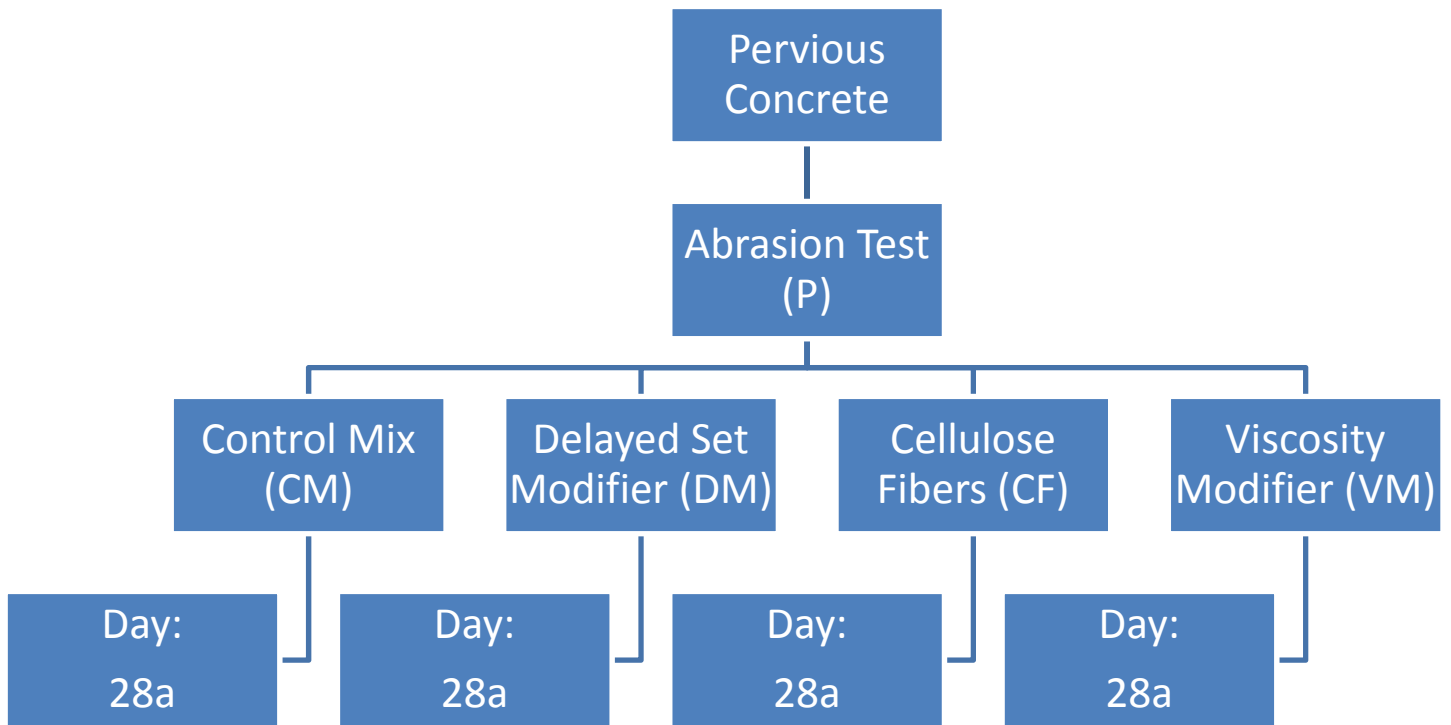 Pervious
Concrete
Abrasion Test
(P)
Control Mix
(CM)
Delayed Set
Modifier (DM)
Cellulose
Fibers (CF)
Viscosity
Modifier (VM)
Day:
28a
Day:
28a
Day:
28a
Day:
28a